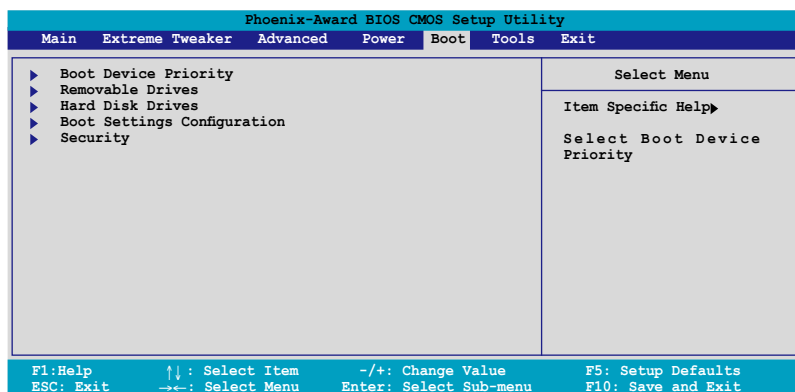 Phoenix-Award BIOS CMOS Setup Utility
Main Extreme Tweaker Advanced Power Boot Tools Exit
Boot Device Priority
Removable Drives
Hard Disk Drives
Boot Settings Configuration
Security
Select Menu
Item Specific Help
Select Boot Device
Priority
F1:Help ↑↓: Select Item -/+: Change Value F5: Setup Defaults
ESC: Exit →←: Select Menu Enter: Select Sub-menu F10: Save and Exit